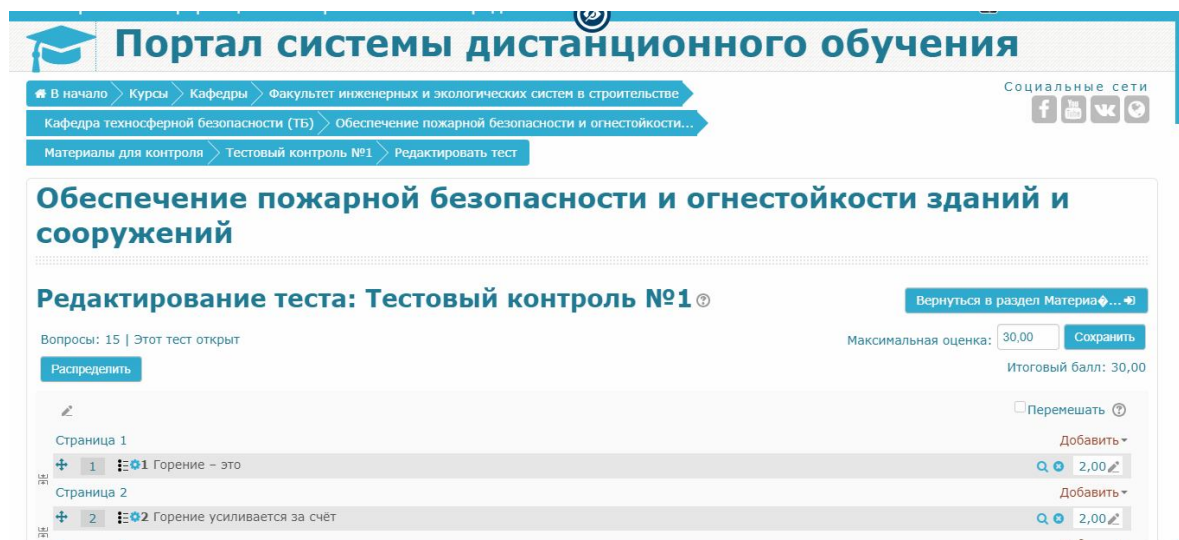 Портал системы дистанционного обучения
В начало Курсы Кафедры Факультет инженерных и экологических систем в строительстве
Социальные сети
Кафедра техносферной безопасности (ТБ) Обеспечение пожарной безопасности и огнестойкости...
Материалы для контроля Тестовый контроль №1 Редактировать тест
Обеспечение пожарной безопасности и огнестойкости зданий и
сооружений
Редактирование теста: Тестовый контроль №1
Вернуться в раздел Материа�...
Вопросы: 15 | Этот тест открыт
Максимальная оценка: 30,00 Сохранить
Распределить
Итоговый балл: 30,00
Перемешать
Страница 1 Добавить
1 1 Горение – это 2,00
Страница 2 Добавить
2 2 Горение усиливается за счёт 2,00